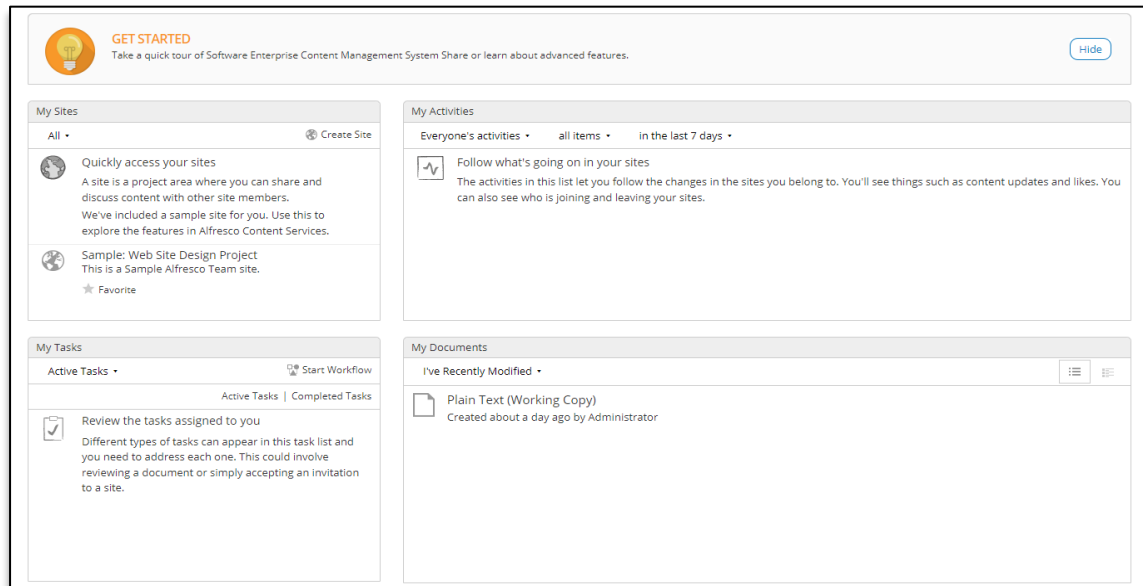 GET STARTED
Take a quick tour of Software Enterprise Content Management System Share or learn about advanced features.
Hide
My Sites
All
Create Site
Quickly access your sites
A site is a project area where you can share and
discuss content with other site members.
We've included a sample site for you. Use this to
explore the features in Alfresco Content Services.
Sample: Web Site Design Project
This is a Sample Alfresco Team site.
Favorite
My Activities
Everyone's activities all items in the last 7 days
Follow what's going on in your sites
The activities in this list let you follow the changes in the sites you belong to. You'll see things such as content updates and likes. You
can also see who is joining and leaving your sites.
My Tasks
Active Tasks
Start Workflow
Active Tasks | Completed Tasks
Review the tasks assigned to you
Different types of tasks can appear in this task list and
you need to address each one. This could involve
reviewing a document or simply accepting an invitation
to a site.
My Documents
I've Recently Modified
Plain Text (Working Copy)
Created about a day ago by Administrator